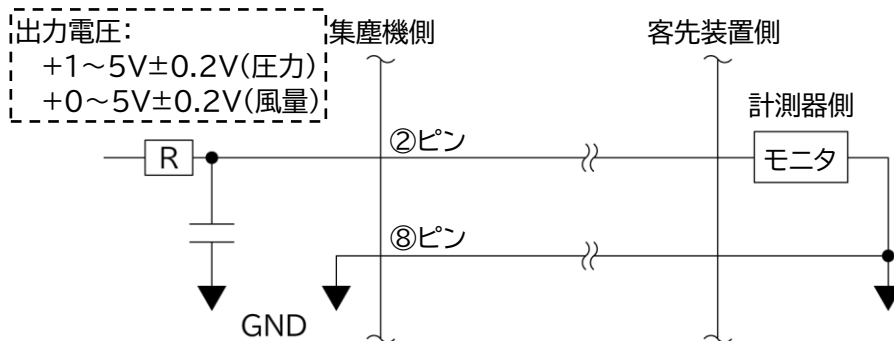 出力電圧:
+1～5V±0.2V(圧力)
+0～5V±0.2V(風量)
集塵機側
客先装置側
計測器側
R
②ピン
モニタ
⑧ピン
GND